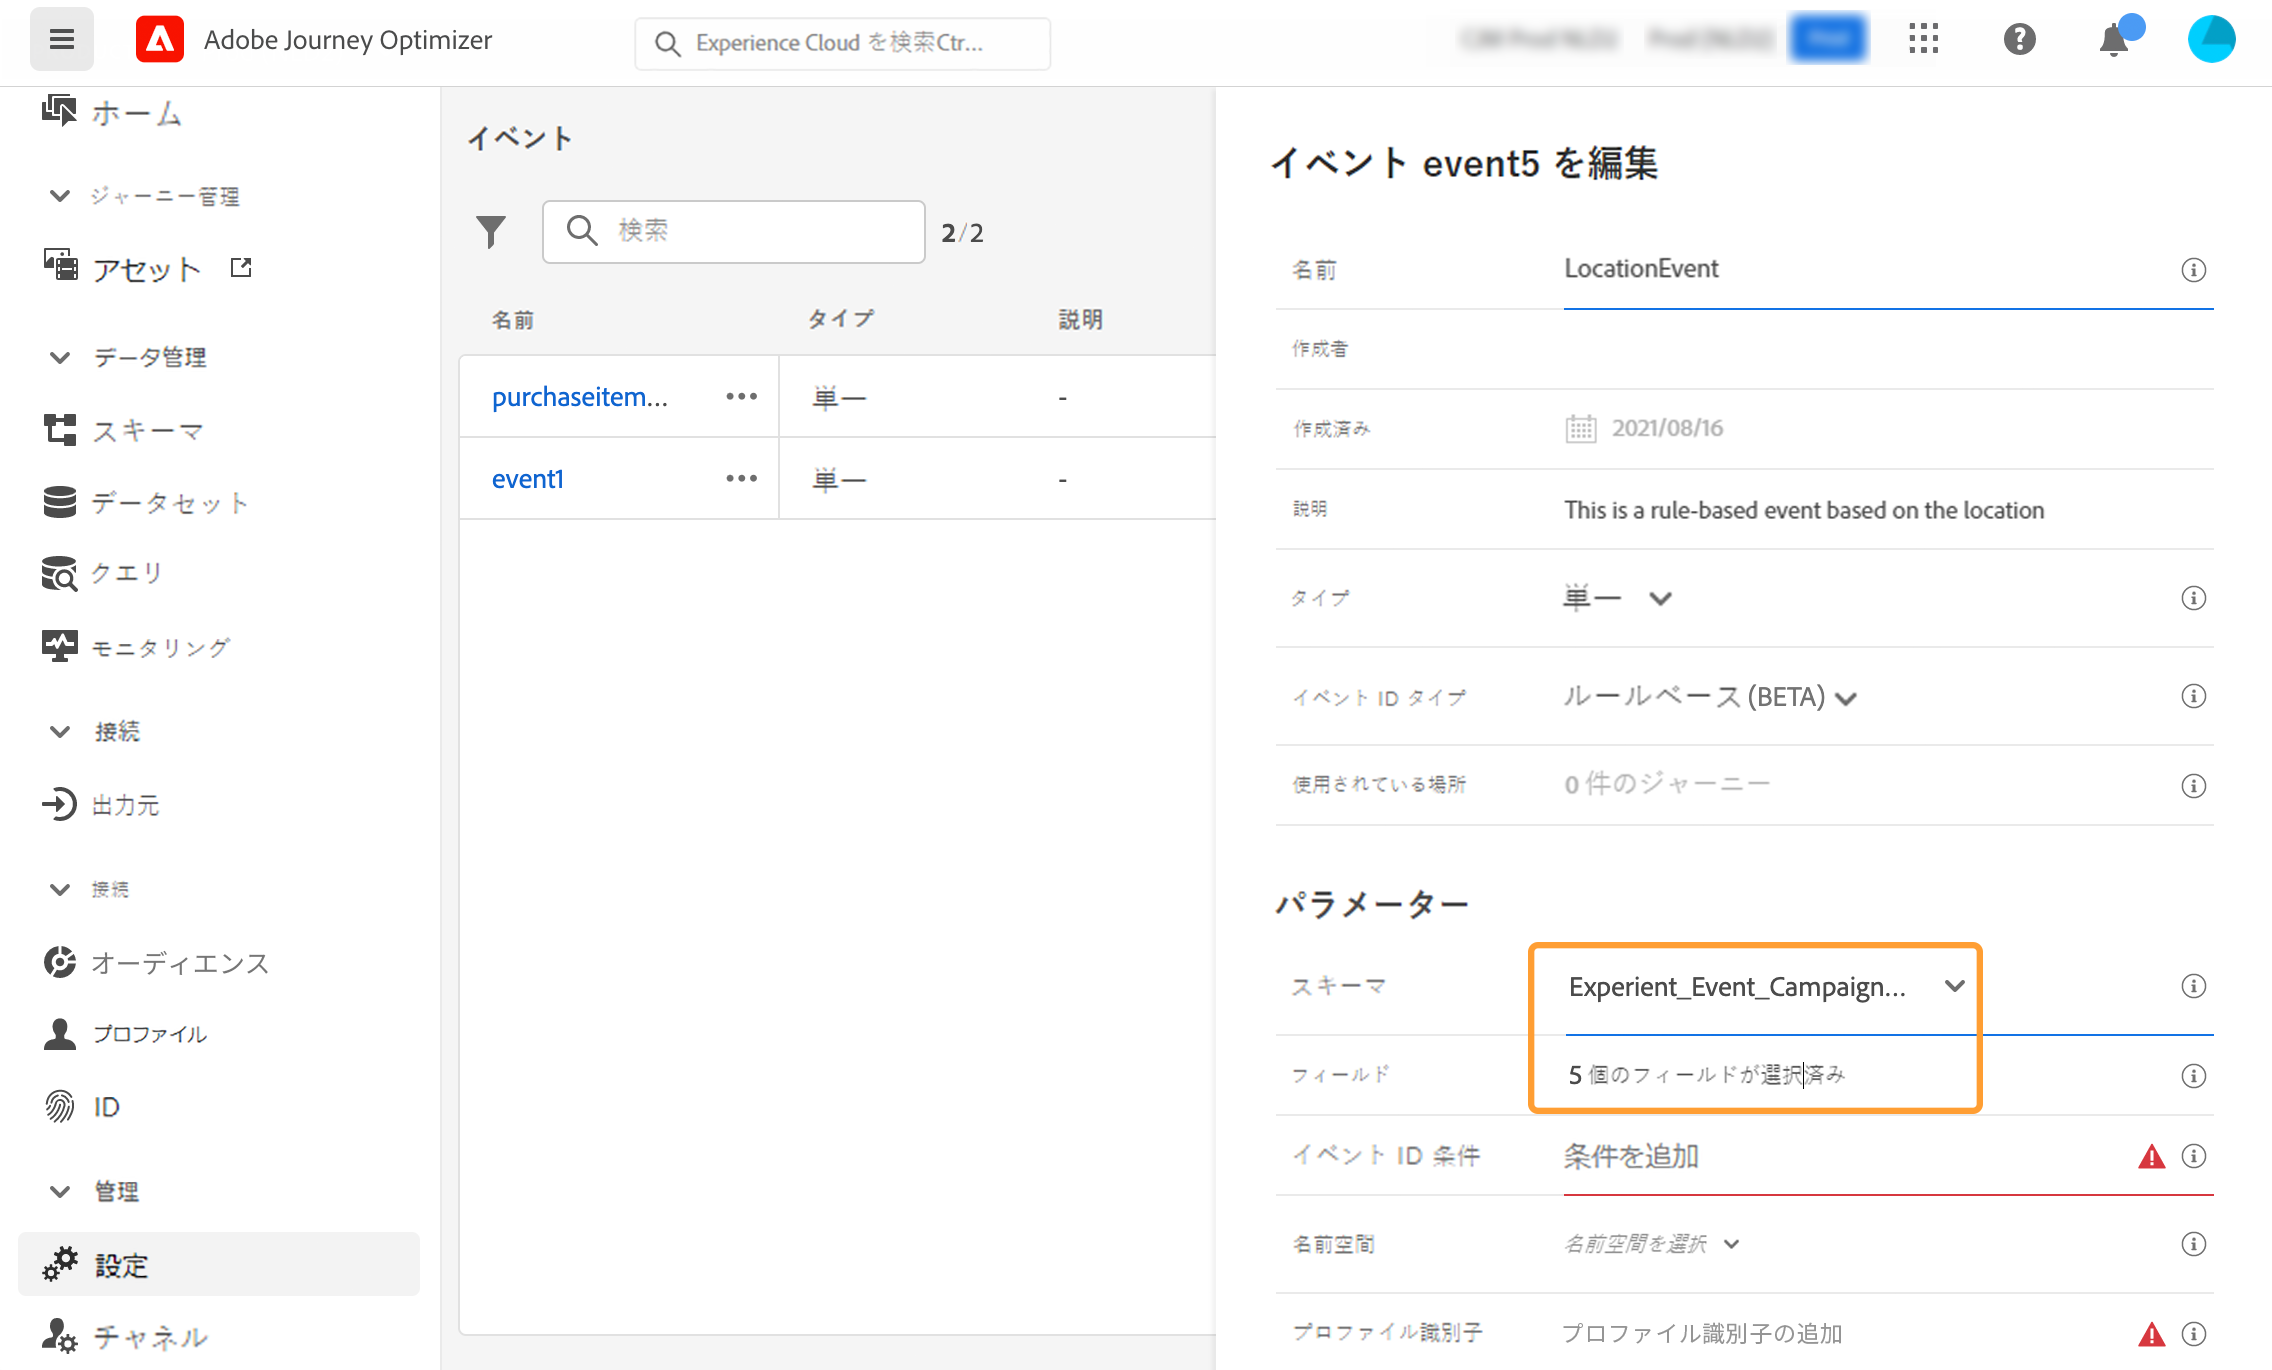 Adobe Journey Optimizer
Experience Cloud を検索Ctr...
ホーム
ジャーニー管理
アセット
データ管理
スキーマ
データセット
クエリ
モニタリング
接続
出力元
接続
オーディエンス
プロファイル
ID
管理
設定
チャネル
イベント
検索
2/2
名前 タイプ 説明
purchaseitem... 単一 -
event1 単一 -
イベント event5 を編集
名前 LocationEvent
作成者
作成済み 2021/08/16
説明 This is a rule-based event based on the location
タイプ 単一
イベント ID タイプ ルールベース (BETA)
使用されている場所 0 件のジャーニー
パラメーター
スキーマ Experient_Event_Campaign...
フィールド 5 個のフィールドが選択済み
イベント ID 条件 条件を追加
名前空間 名前空間を選択
プロファイル識別子 プロファイル識別子の追加